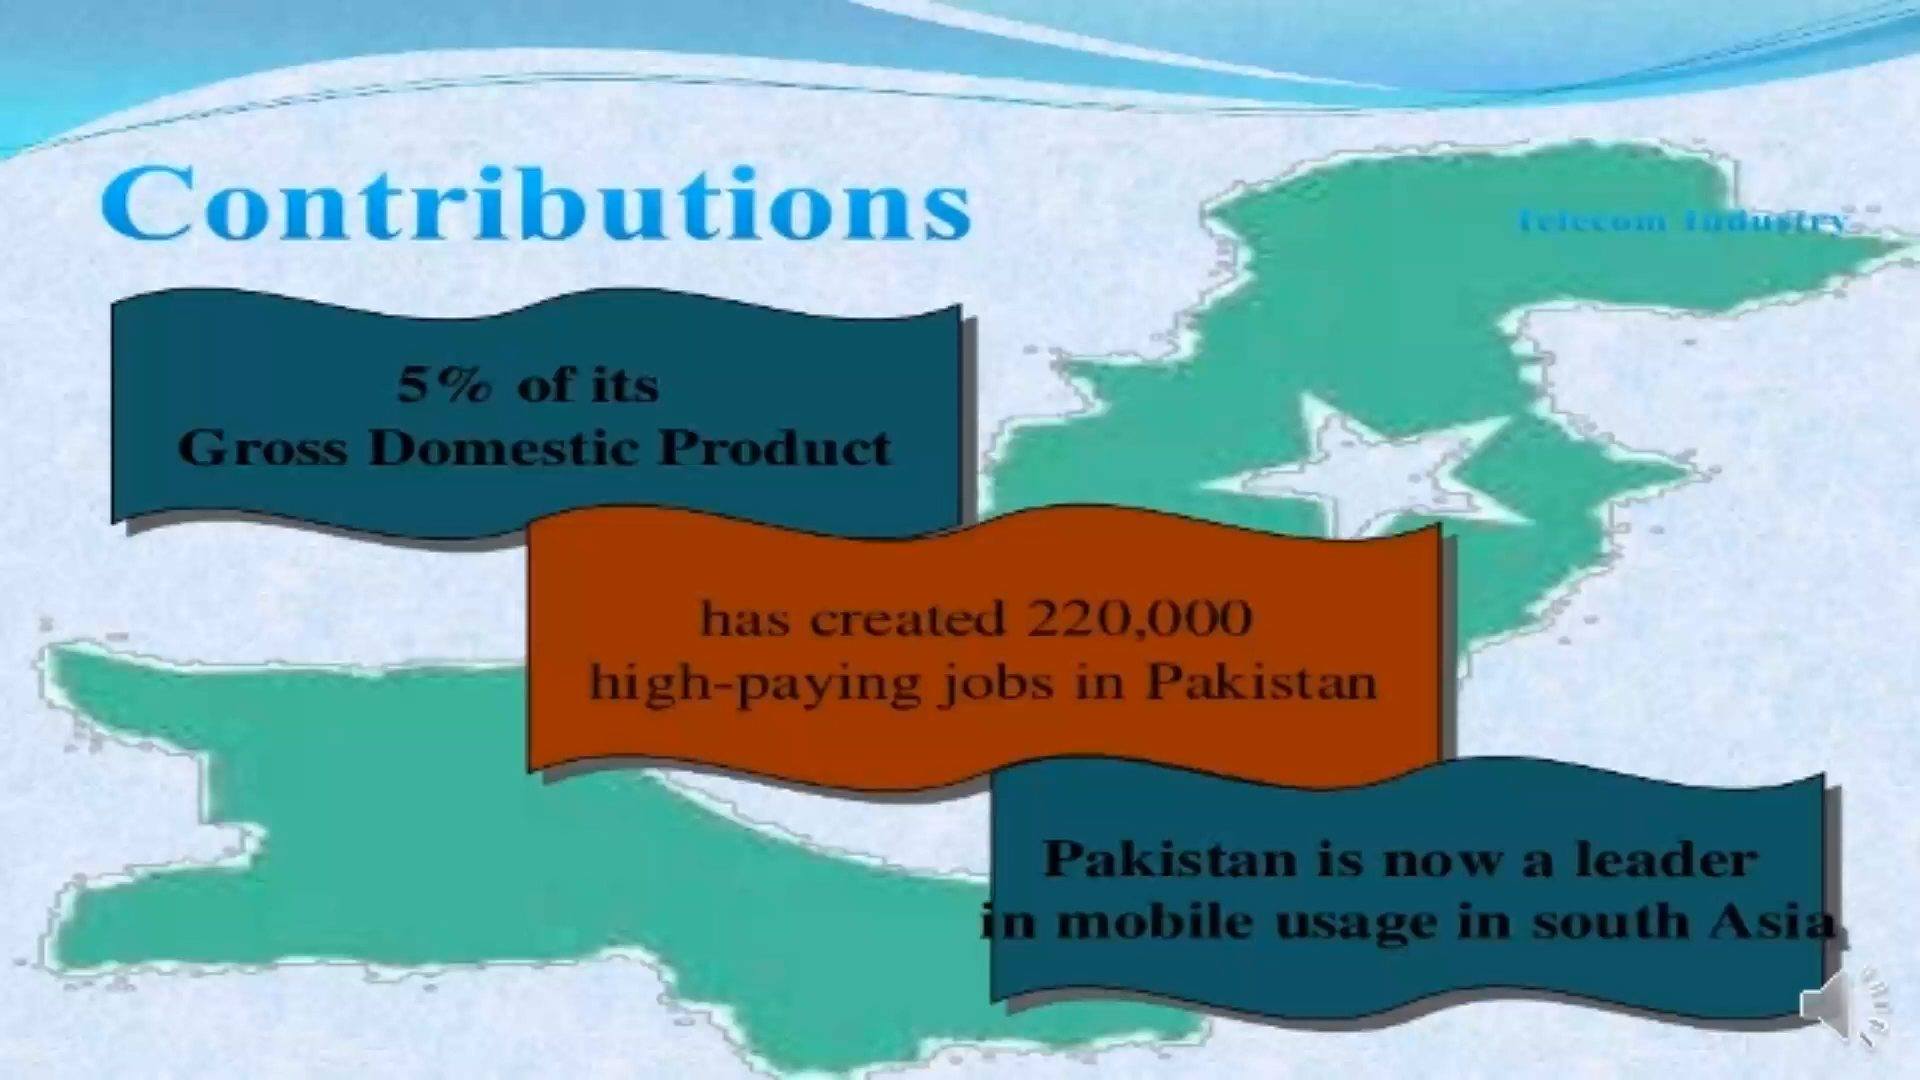 Contributions
Telecom Industry
5% of its
Gross Domestic Product
has created 220,000
high-paying jobs in Pakistan
Pakistan is now a leader
in mobile usage in south Asia